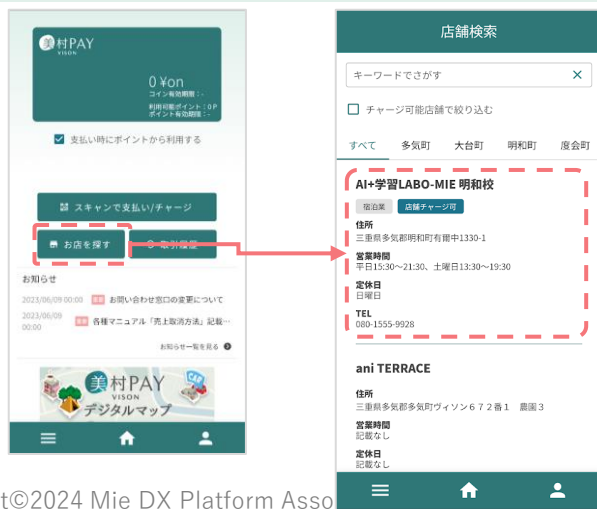 美村PAY
VISON
0 ¥on
コイン有効期限：-
利用可能ポイント：0P
ポイント有効期限：-
支払い時にポイントから利用する
スキャンで支払い/チャージ
お店を探す
取引履歴
お知らせ
2023/06/09 00:00 重要 お問い合わせ窓口の変更について
2023/06/09 00:00 重要 各種マニュアル「売上取消方法」記載…
お知らせ一覧を見る
美村PAY
VISON
デジタルマップ
店舗検索
キーワードでさがす
チャージ可能店舗で絞り込む
すべて 多気町 大台町 明和町 度会町
AI+学習LABO-MIE 明和校
宿泊業 店舗チャージ可
住所
三重県多気郡明和町有爾中1330-1
営業時間
平日15:30〜21:30、土曜日13:30〜19:30
定休日
日曜日
TEL
080-1555-9928
ani TERRACE
住所
三重県多気郡多気町ヴィソン６７２番１　農園３
営業時間
記載なし
定休日
記載なし
t©2024 Mie DX Platform Asso